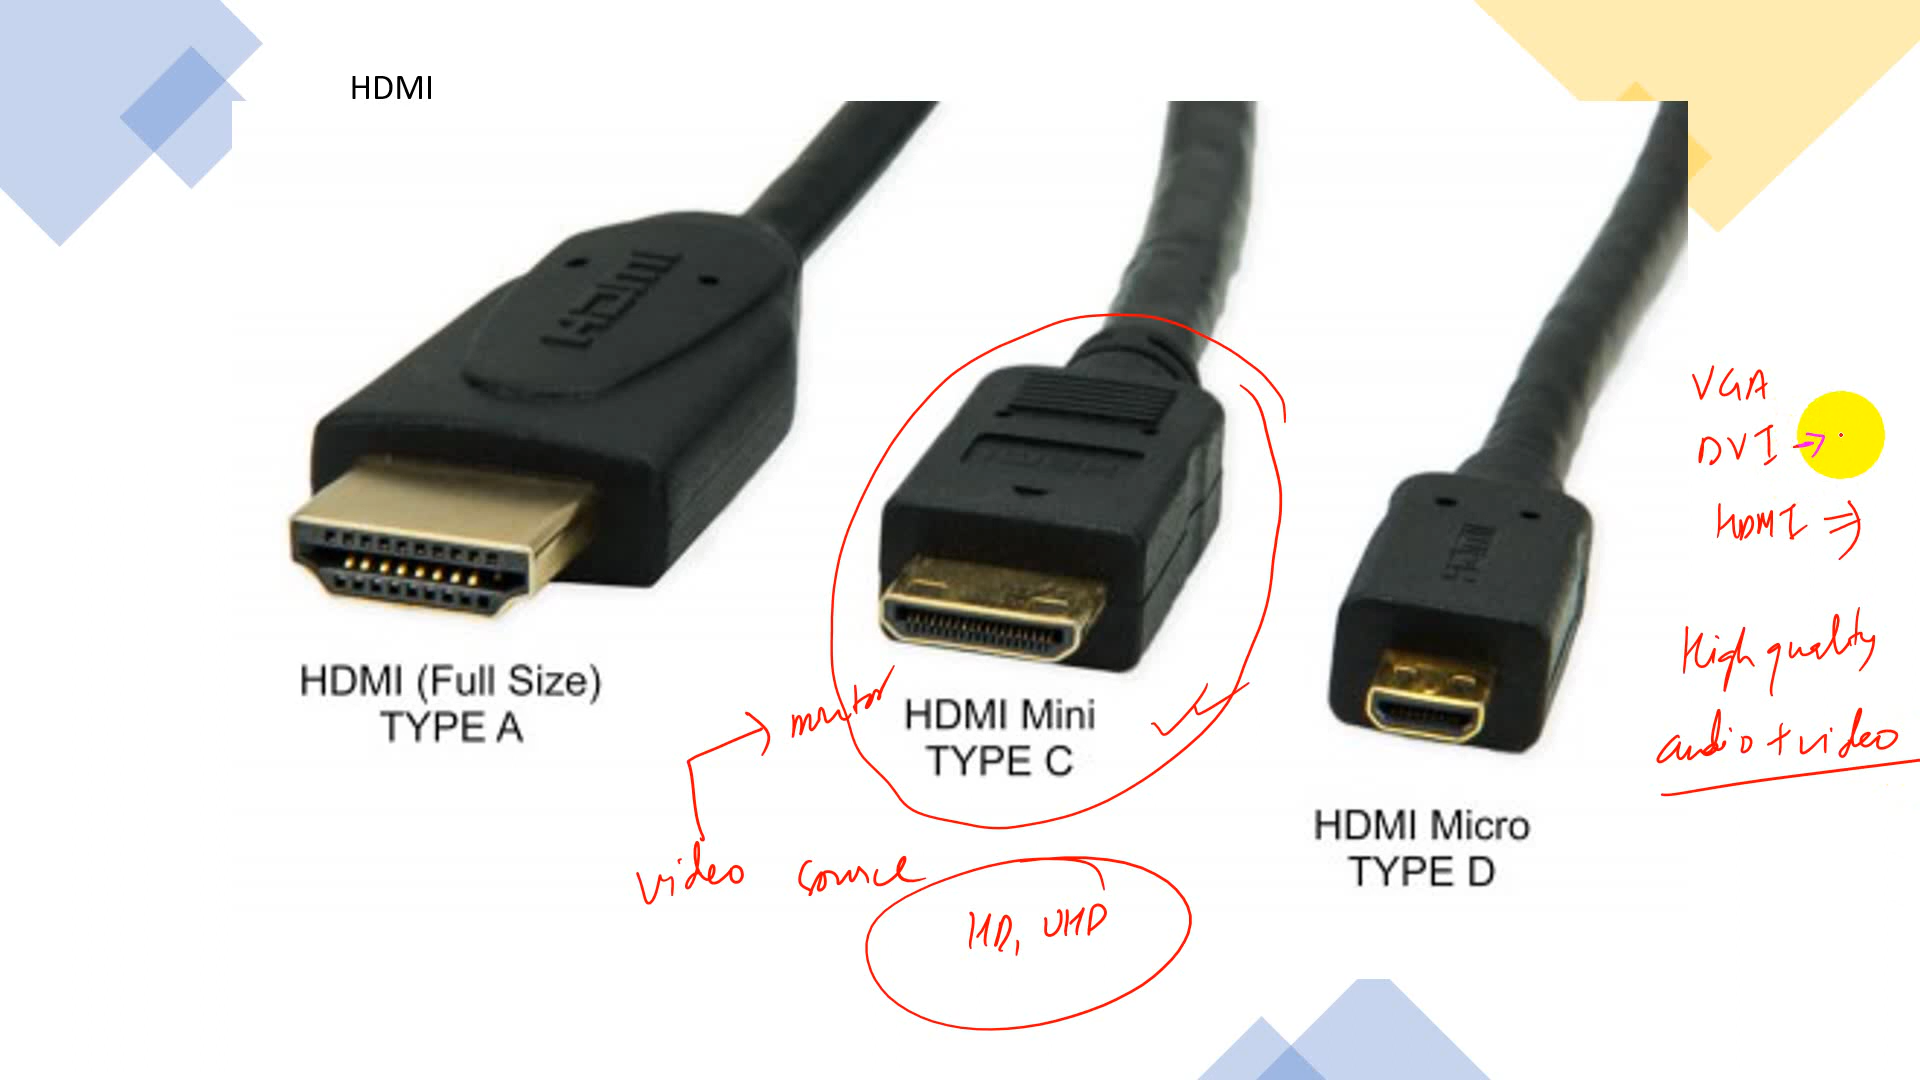 HDMI
HDMI
VGA
DVI →
HDMI ⇒
High quality
audio + video
HDMI (Full Size)
TYPE A
monitor
HDMI Mini
TYPE C
HDMI Micro
TYPE D
video source
HD, UHD